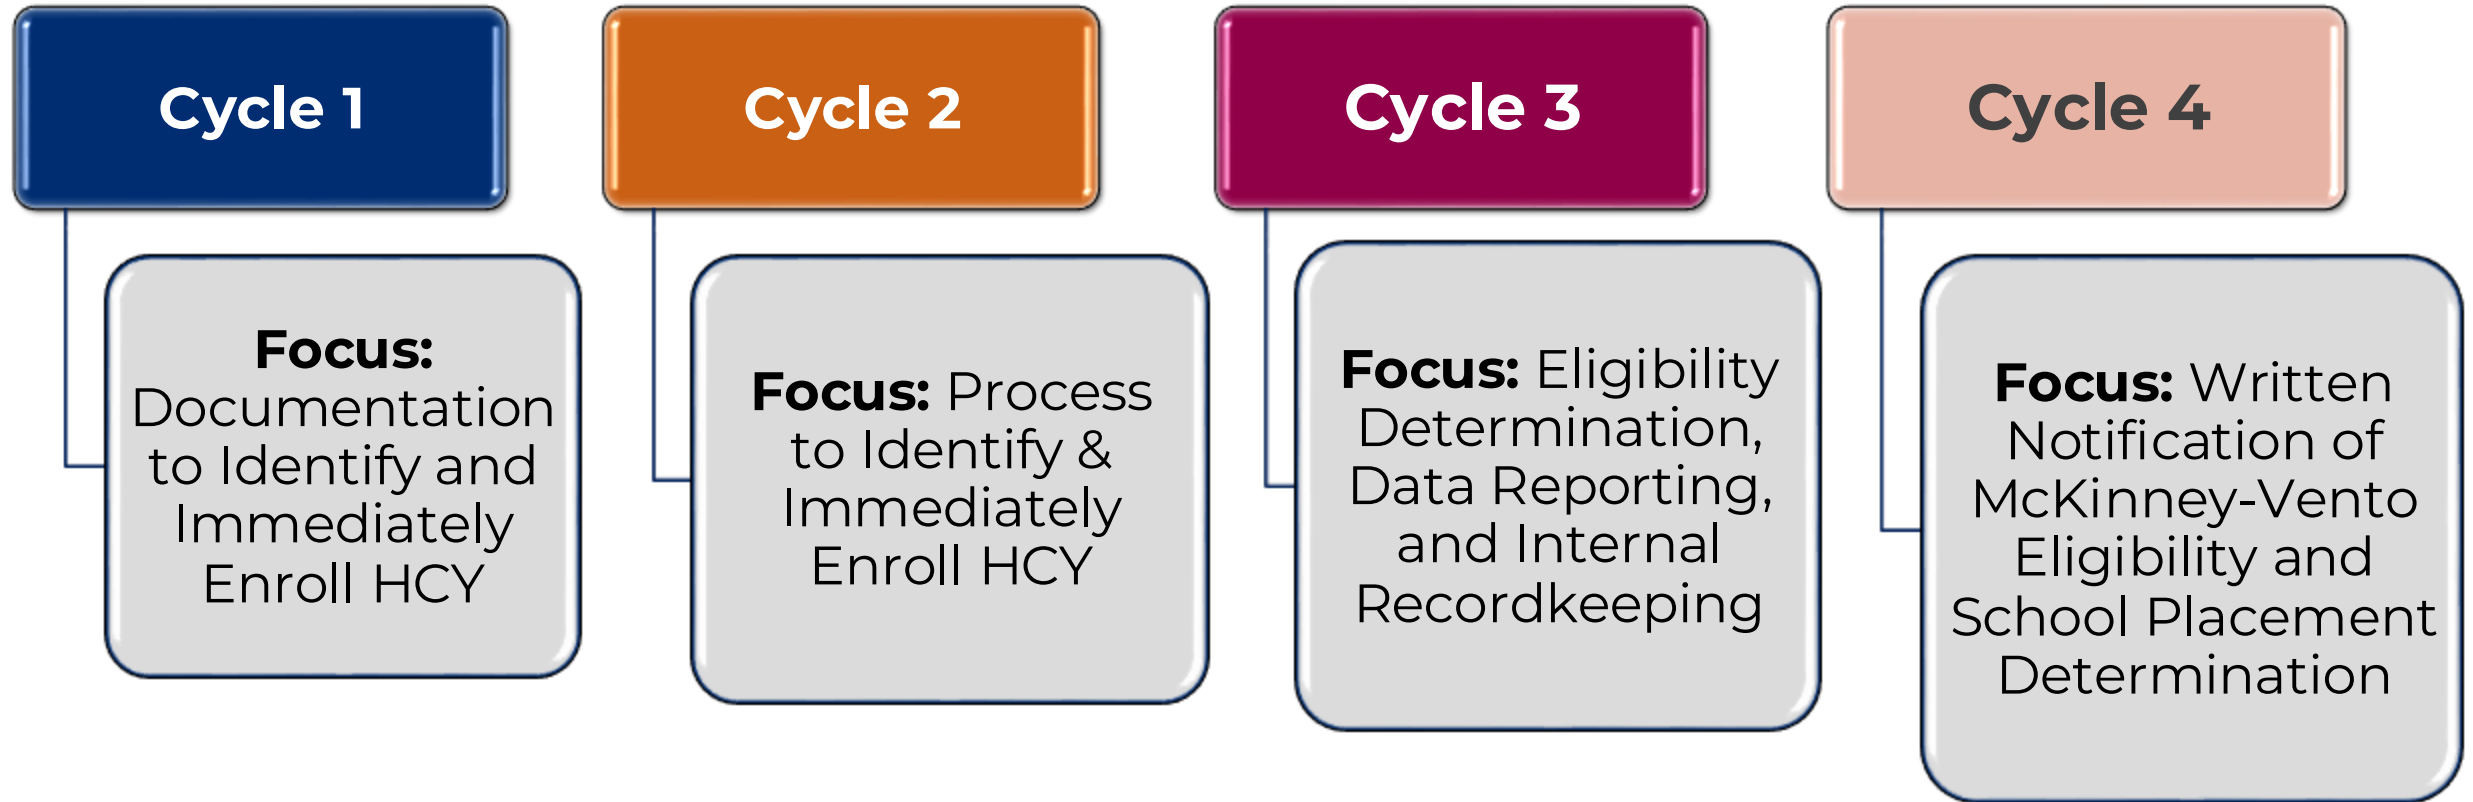 Cycle 1
Focus:
Documentation
to Identify and
Immediately
Enroll HCY
Cycle 2
Focus: Process
to Identify &
Immediately
Enroll HCY
Cycle 3
Focus: Eligibility
Determination,
Data Reporting,
and Internal
Recordkeeping
Cycle 4
Focus: Written
Notification of
McKinney-Vento
Eligibility and
School Placement
Determination